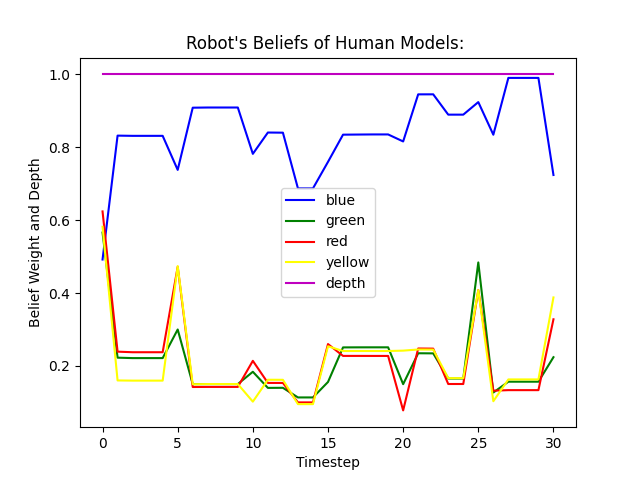 Robot's Beliefs of Human Models:
Belief Weight and Depth
1.0
0.8
0.6
0.4
0.2
blue
green
red
yellow
depth
0 5 10 15 20 25 30
Timestep